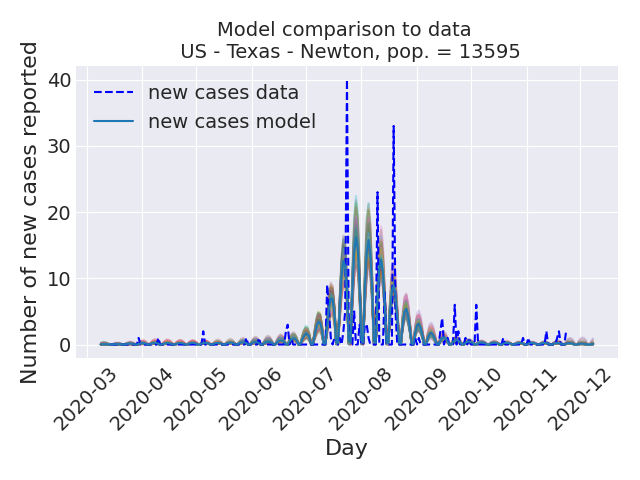 Model comparison to data
US - Texas - Newton, pop. = 13595
Number of new cases reported
40
30
20
10
0
new cases data
new cases model
2020-03
2020-04
2020-05
2020-06
2020-07
2020-08
2020-09
2020-10
2020-11
2020-12
Day